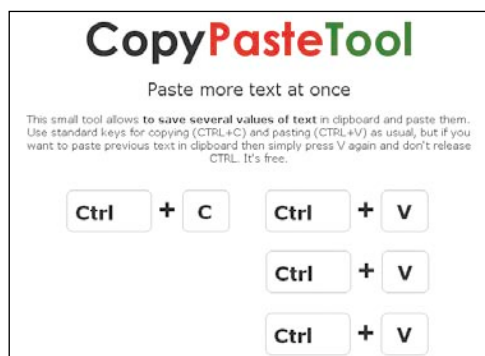 CopyPasteTool
Paste more text at once
This small tool allows to save several values of text in clipboard and paste them.
Use standard keys for copying (CTRL+C) and pasting (CTRL+V) as usual, but if you
want to paste previous text in clipboard then simply press V again and don't release
CTRL. It's free.
Ctrl + C Ctrl + V
Ctrl + V
Ctrl + V